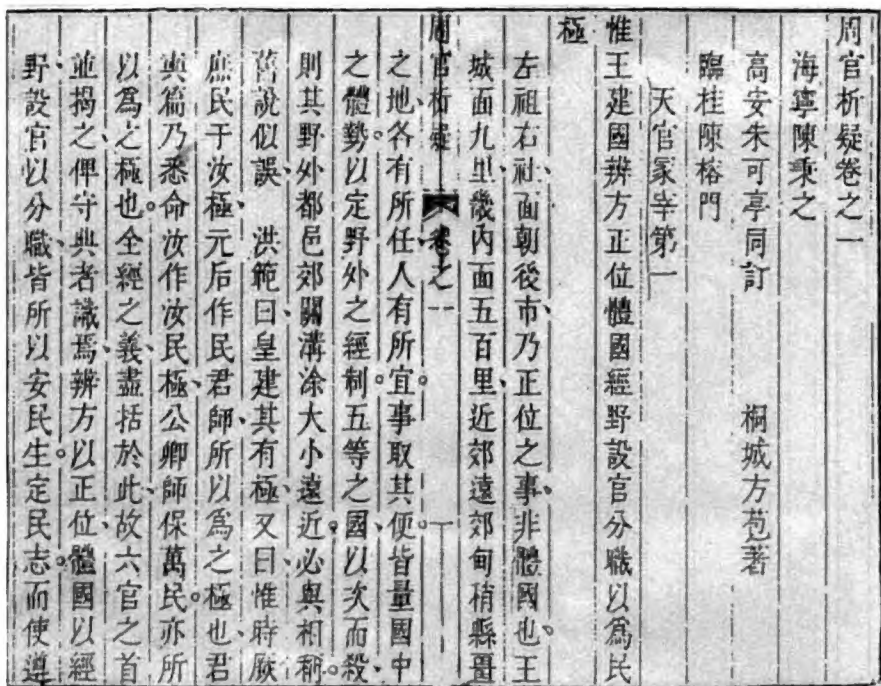 周官析疑卷之一
海寧陳秉之
高安朱可亭同訂　桐城方苞著
臨桂陳榕門
天官冢宰第一
惟王建國辨方正位體國經野設官分職以為民
極
左祖右社面朝後市、乃正位之事、非體國也、王
城面九里、畿內面五百里、近郊遠郊甸稍縣畺
周官析疑　卷之一　一
之地、各有所任、人有所宜。事取其便。皆量國中
之體勢。以定野外之經制。五等之國、以次而殺、
則其野外都邑郊關溝涂大小遠近、必與相稱。
舊說似誤、　洪範曰、皇建其有極、又曰、惟時厥
庶民于汝極、元后作民君師、所以為之極也、君
奭篇乃悉命汝作汝民極、公卿師保萬民、亦所
以為之極也。全經之義、盡括於此、故六官之首
並揭之、俾守典者識焉、辨方以正位、體國以經
野、設官以分職、皆所以安民生。定民志。而使遵